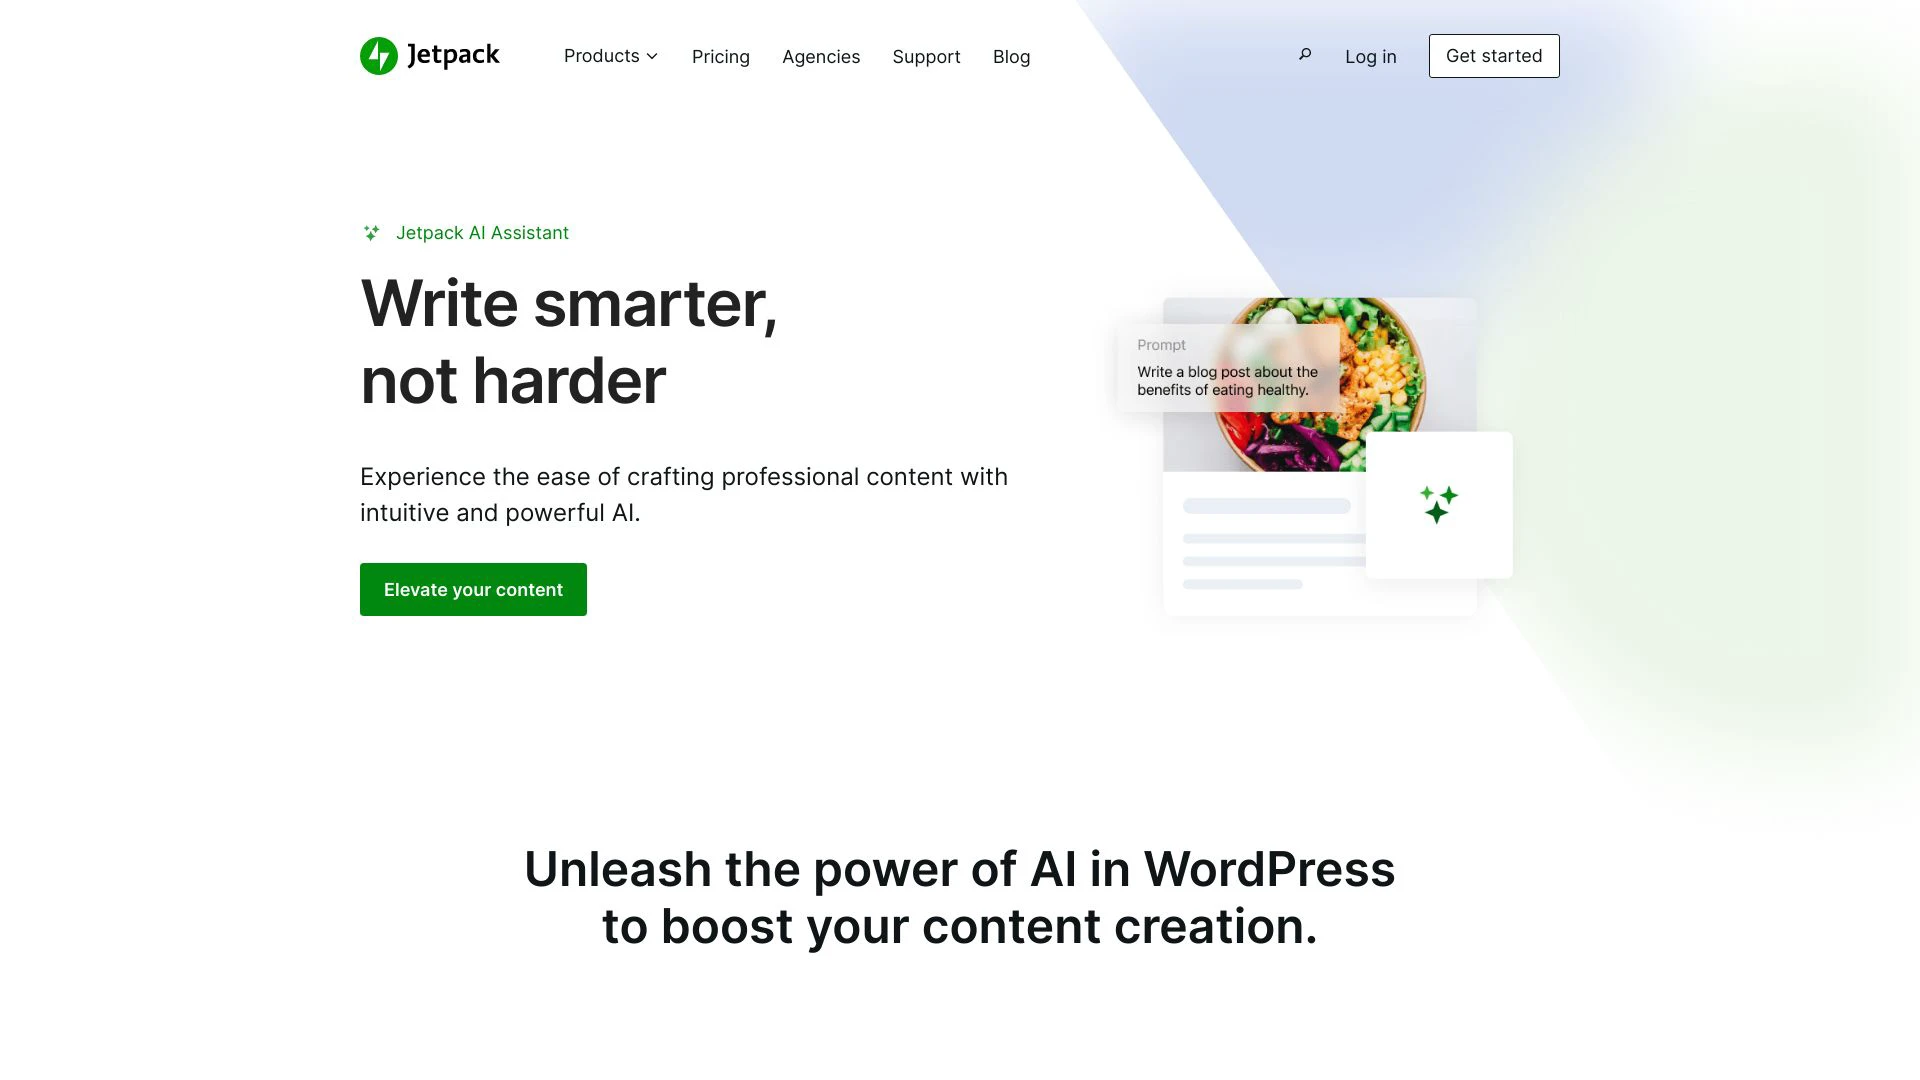 Jetpack
Products
Pricing
Agencies
Support
Blog
Log in
Get started
Jetpack AI Assistant
Write smarter,
not harder
Experience the ease of crafting professional content with
intuitive and powerful AI.
Elevate your content
Prompt
Write a blog post about the
benefits of eating healthy.
Unleash the power of AI in WordPress
to boost your content creation.